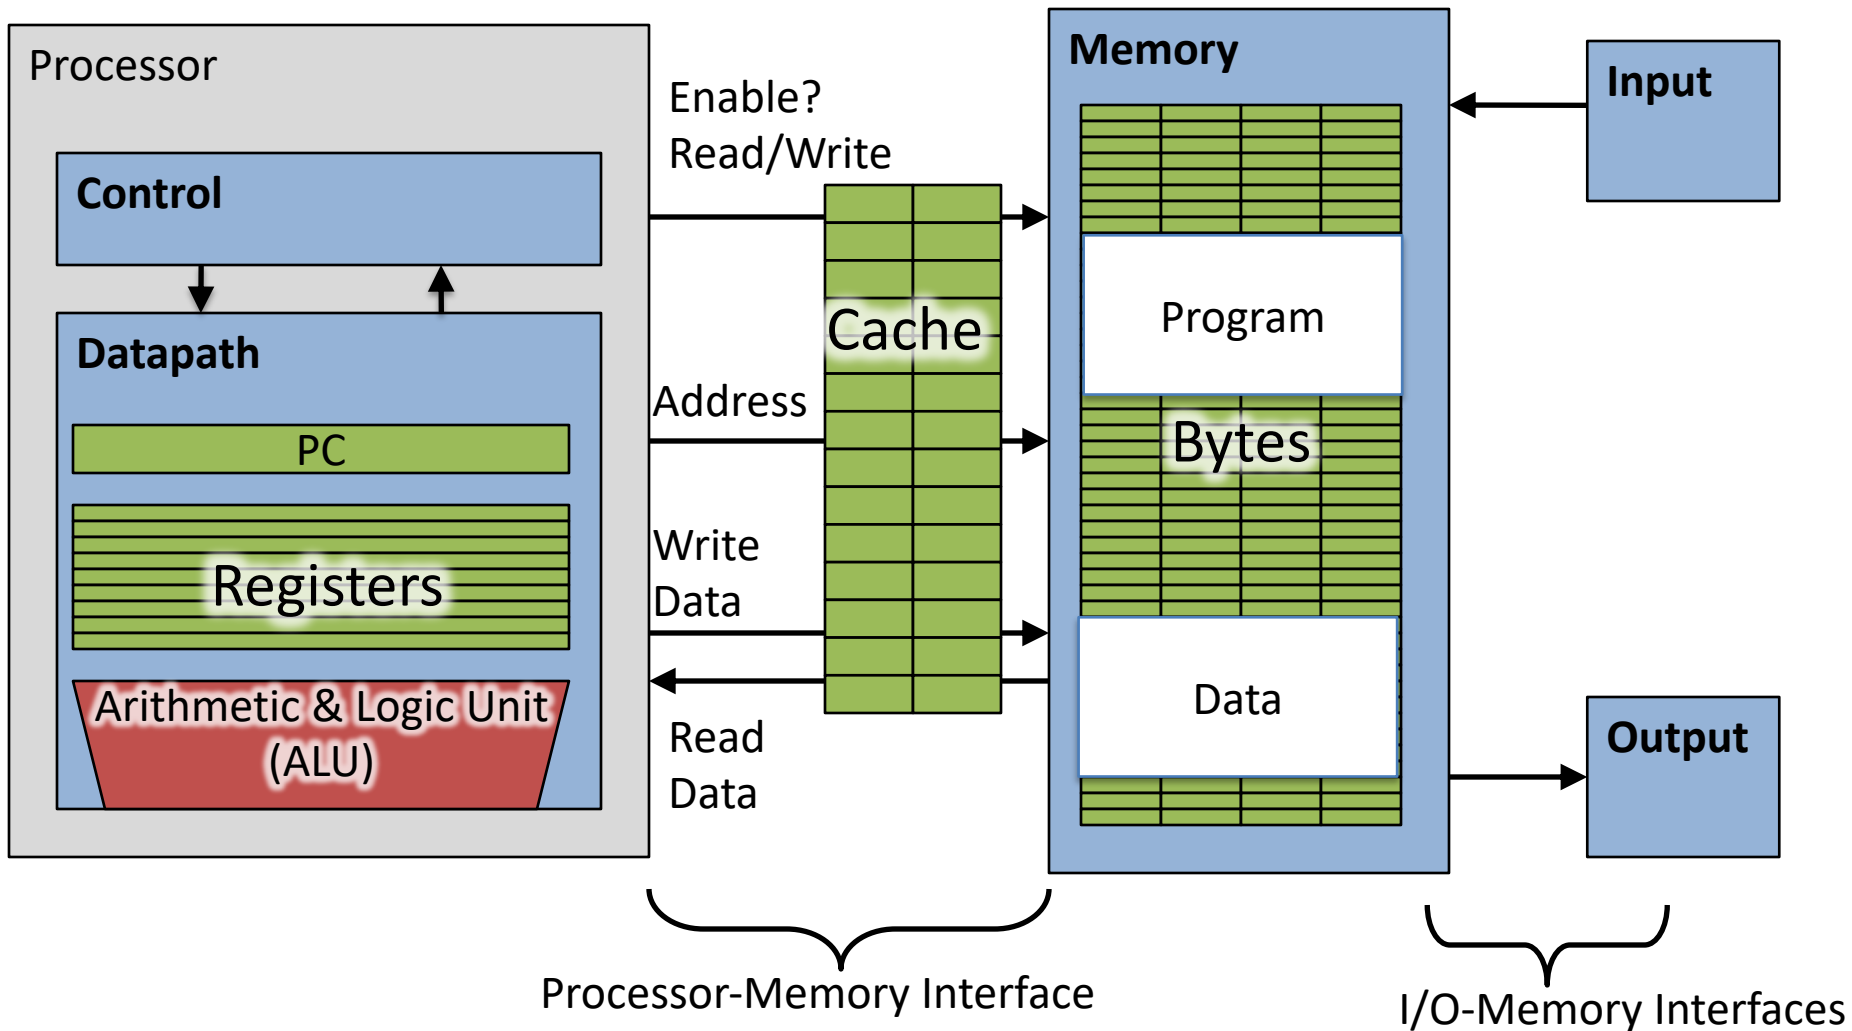 Processor
Control
Datapath
PC
Registers
Arithmetic & Logic Unit
(ALU)
Enable?
Read/Write
Cache
Address
Write
Data
Read
Data
Memory
Program
Bytes
Data
Input
Output
Processor-Memory Interface
I/O-Memory Interfaces